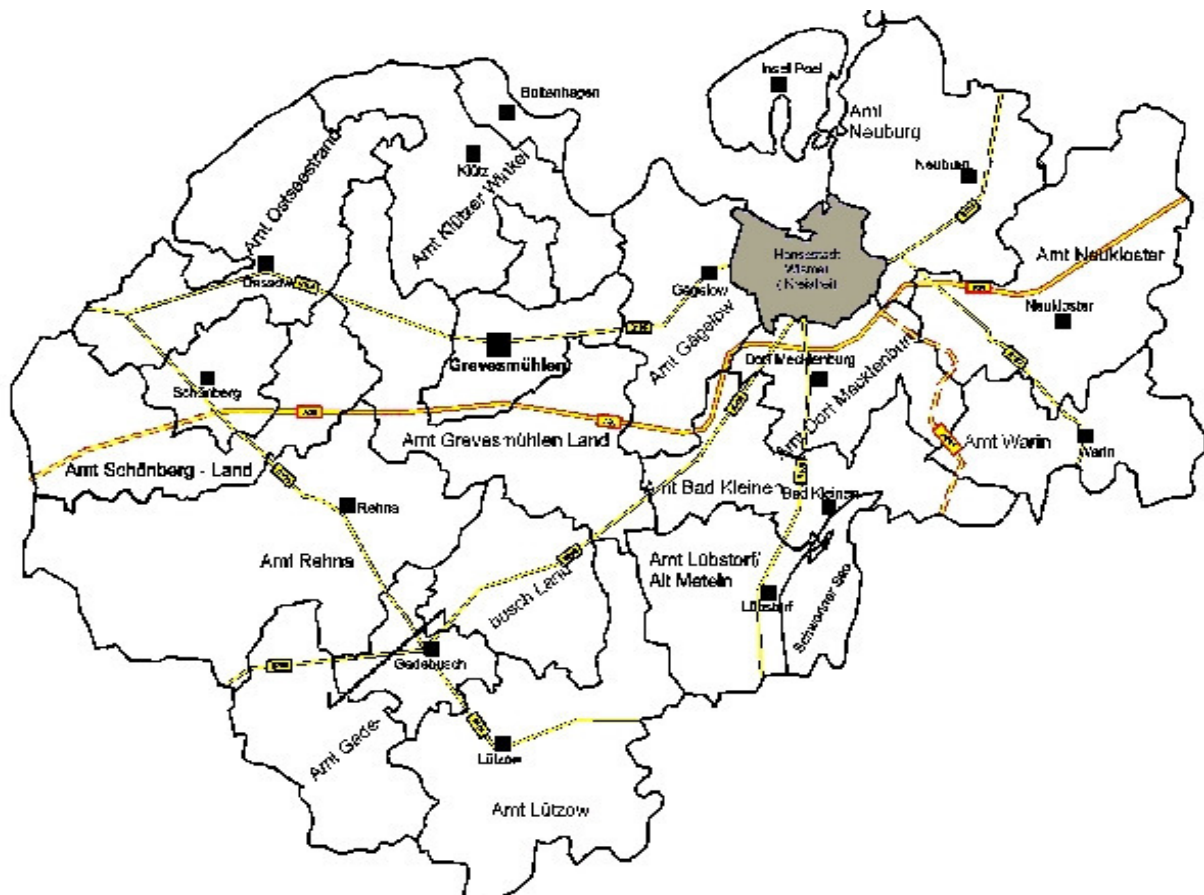 Insel Poel
Boltenhagen
Amt
Neuburg
Klütz
Neuburg
Amt Ostseestrand
Amt Klützer Winkel
Hansestadt
Wismar
(Kreisfrei)
Amt Neukloster
Dassow
Gägelow
Neukloster
Amt Gägelow
Grevesmühlen
Dorf Mecklenburg
Schönberg
Amt Dorf Mecklenburg
Amt Grevesmühlen Land
Amt Warin
Warin
Amt Schönberg - Land
Amt Bad Kleinen
Bad Kleinen
Rehna
Amt Rehna
Amt Lübstorf/
Alt Meteln
Schweriner See
Lübstorf
busch Land
Gadebusch
Amt Gade-
Lützow
Amt Lützow